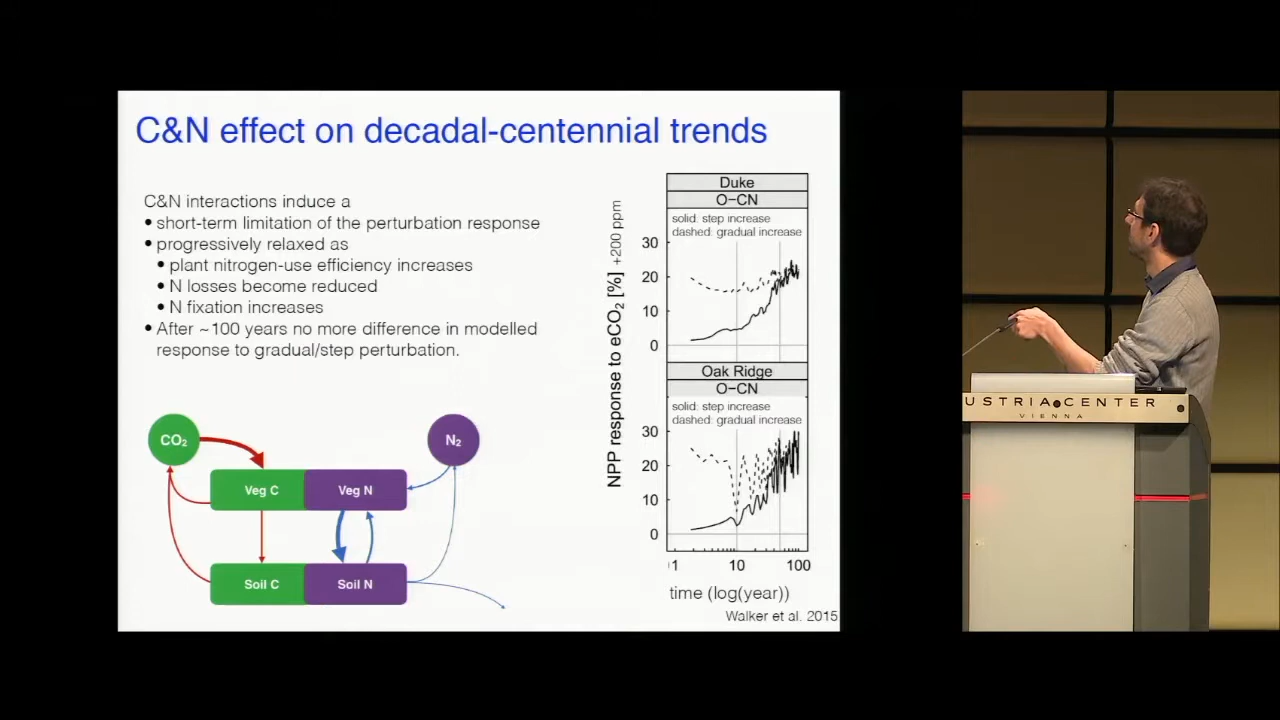 C&N effect on decadal-centennial trends
C&N interactions induce a
• short-term limitation of the perturbation response
• progressively relaxed as
• plant nitrogen-use efficiency increases
• N losses become reduced
• N fixation increases
• After ~100 years no more difference in modelled
response to gradual/step perturbation.
CO₂
N₂
Veg C
Veg N
Soil C
Soil N
NPP response to eCO₂ [%] +200 ppm
Duke
O−CN
solid: step increase
dashed: gradual increase
30
20
10
0
Oak Ridge
O−CN
solid: step increase
dashed: gradual increase
30
20
10
0
1 10 100
time (log(year))
Walker et al. 2015
USTRIA CENTER
VIENNA